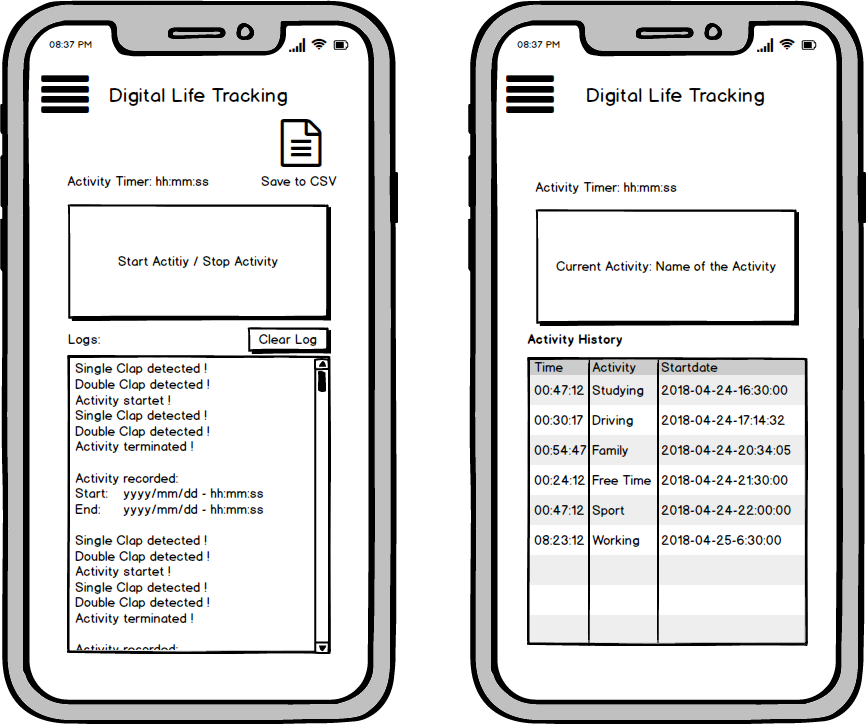 08:37 PM
Digital Life Tracking
Save to CSV
Activity Timer: hh:mm:ss
Start Actitiy / Stop Activity
Logs:
Clear Log
Single Clap detected !
Double Clap detected !
Activity startet !
Single Clap detected !
Double Clap detected !
Activity terminated !
Activity recorded:
Start: yyyy/mm/dd - hh:mm:ss
End: yyyy/mm/dd - hh:mm:ss
Single Clap detected !
Double Clap detected !
Activity startet !
Single Clap detected !
Double Clap detected !
Activity terminated !
Activity recorded:
08:37 PM
Digital Life Tracking
Activity Timer: hh:mm:ss
Current Activity: Name of the Activity
Activity History
Time Activity Startdate
00:47:12 Studying 2018-04-24-16:30:00
00:30:17 Driving 2018-04-24-17:14:32
00:54:47 Family 2018-04-24-20:34:05
00:24:12 Free Time 2018-04-24-21:30:00
00:47:12 Sport 2018-04-24-22:00:00
08:23:12 Working 2018-04-25-6:30:00